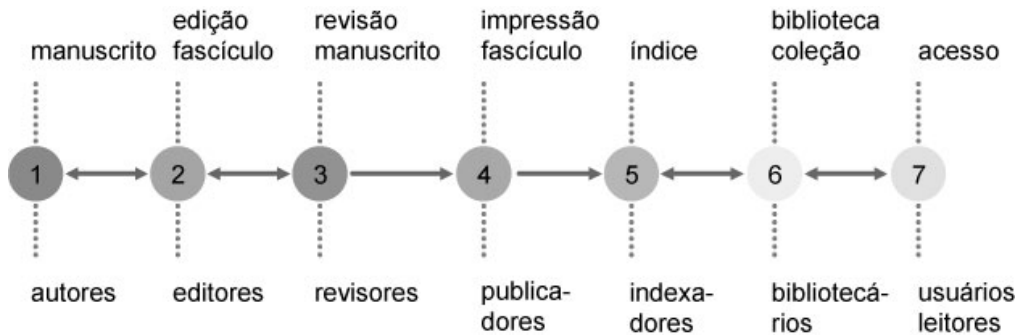 manuscrito
edição
fascículo
revisão
manuscrito
impressão
fascículo
índice
biblioteca
coleção
acesso
1
2
3
4
5
6
7
autores
editores
revisores
publica-
dores
indexa-
dores
bibliotecá-
rios
usuários
leitores